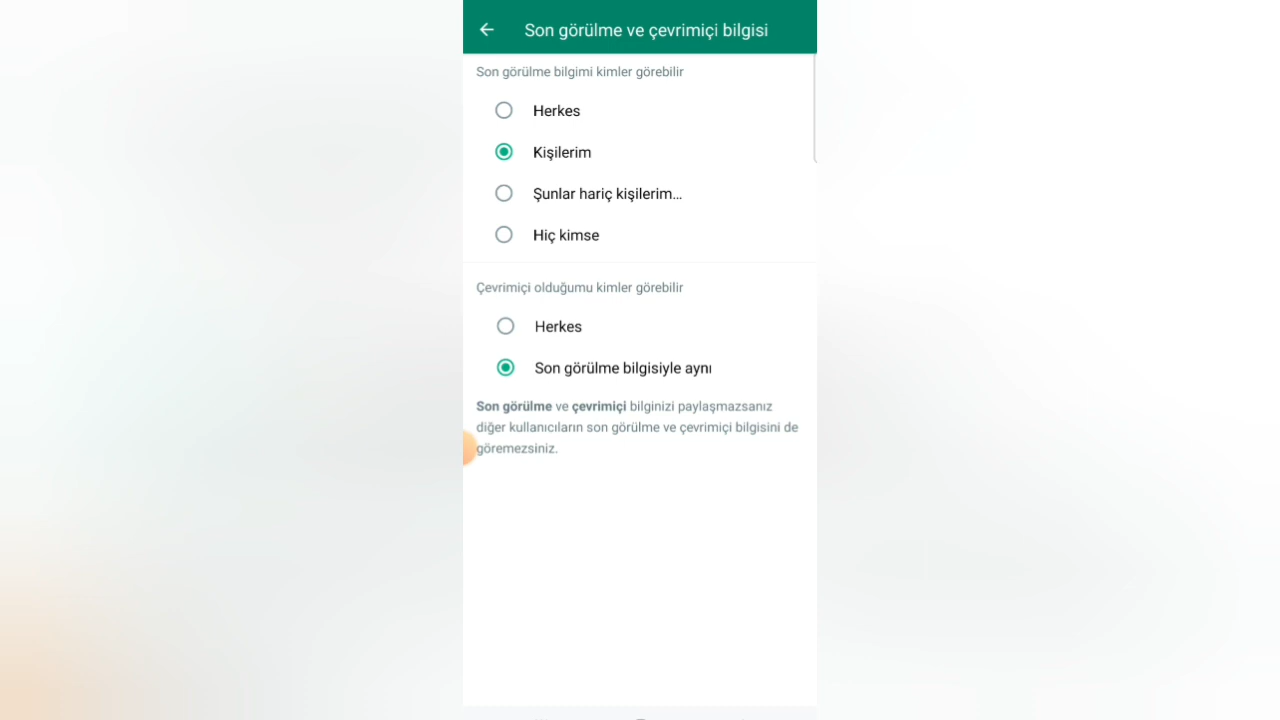 Son görülme ve çevrimiçi bilgisi
Son görülme bilgimi kimler görebilir
Herkes
Kişilerim
Şunlar hariç kişilerim...
Hiç kimse
Çevrimiçi olduğumu kimler görebilir
Herkes
Son görülme bilgisiyle aynı
Son görülme ve çevrimiçi bilginizi paylaşmazsanız
diğer kullanıcıların son görülme ve çevrimiçi bilgisini de
göremezsiniz.